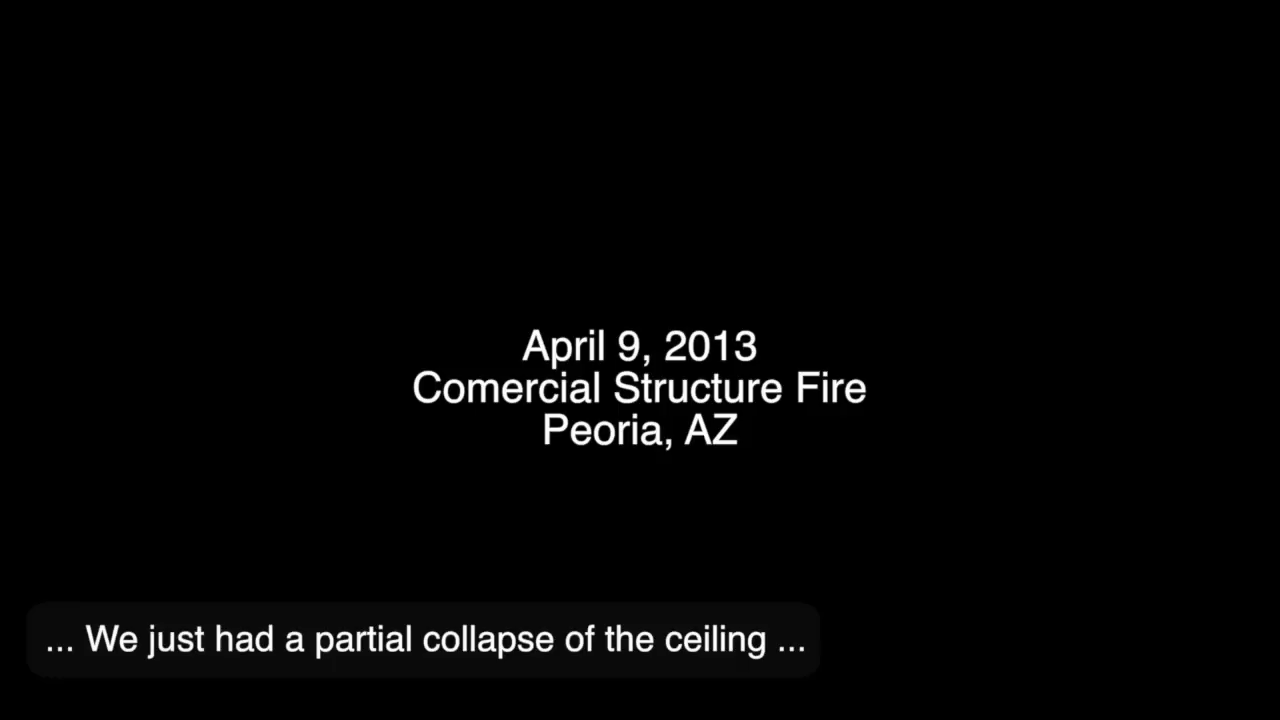 April 9, 2013
Comercial Structure Fire
Peoria, AZ
... We just had a partial collapse of the ceiling ...